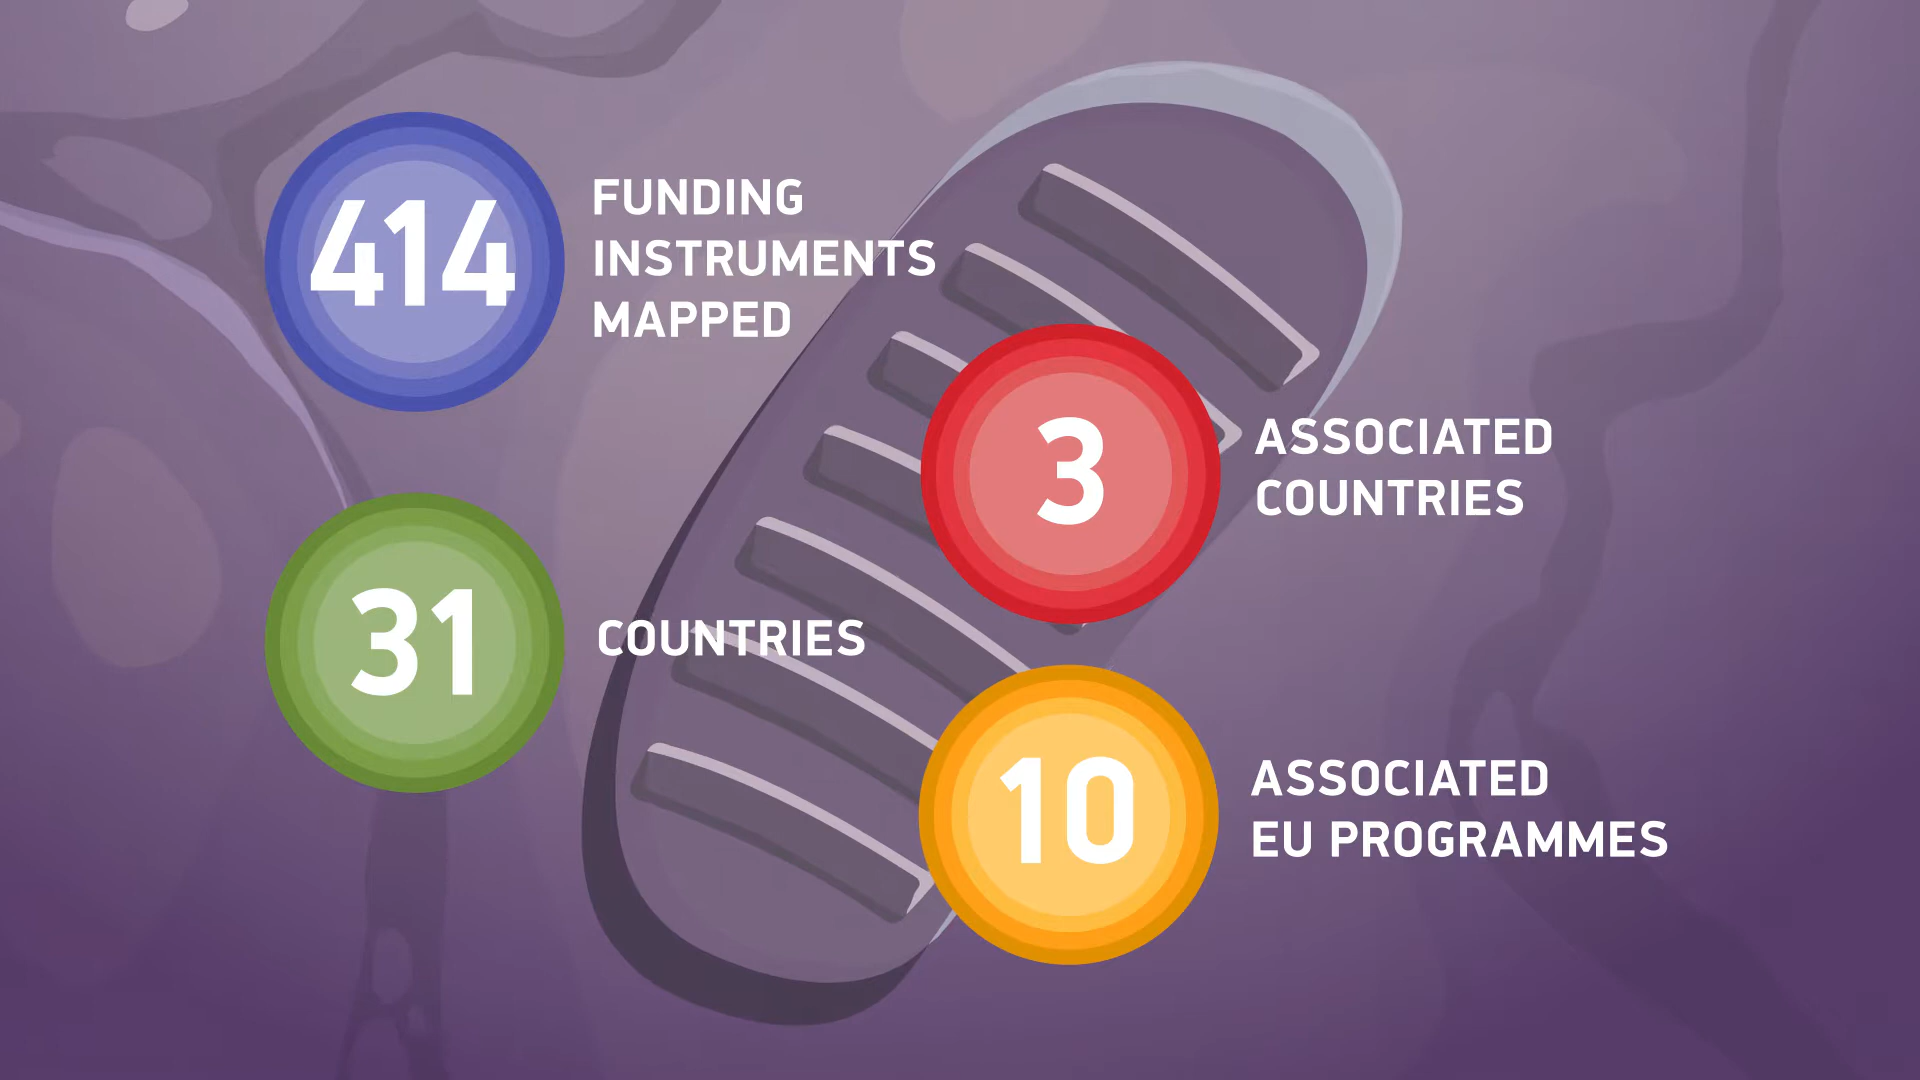 414
FUNDING
INSTRUMENTS
MAPPED
3
ASSOCIATED
COUNTRIES
31
COUNTRIES
10
ASSOCIATED
EU PROGRAMMES